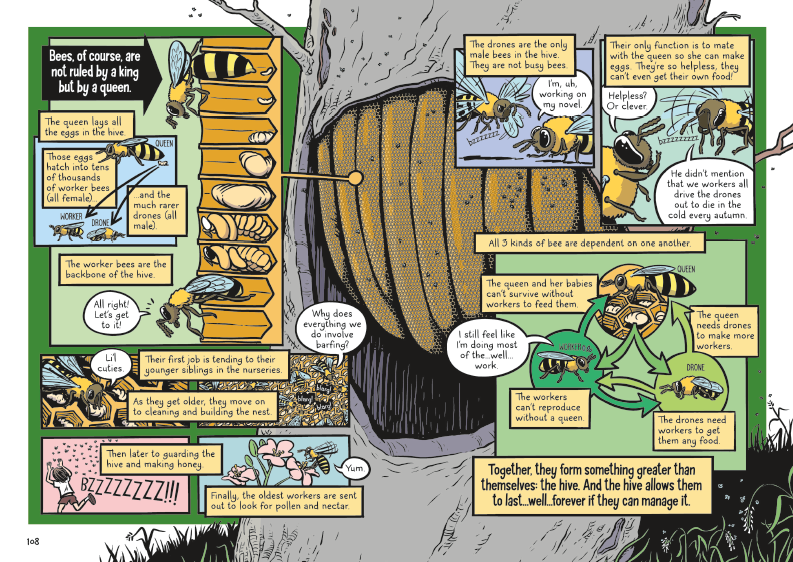 Bees, of course, are
not ruled by a king
but by a queen.
The queen lays all
the eggs in the hive.
QUEEN
Those eggs
hatch into tens
of thousands
of worker bees
(all female)...
...and the
much rarer
drones (all
male).
WORKER
DRONE
The worker bees are the
backbone of the hive.
All right!
Let's get
to it!
Li'l
cuties.
Their first job is tending to their
younger siblings in the nurseries.
As they get older, they move on
to cleaning and building the nest.
Why does
everything we
do involve
barfing?
Then later to guarding the
hive and making honey.
BZZZZZZZZ!!!
Yum.
Finally, the oldest workers are sent
out to look for pollen and nectar.
The drones are the only
male bees in the hive.
They are not busy bees.
I'm, uh,
working on
my novel.
Their only function is to mate
with the queen so she can make
eggs. They're so helpless, they
can't even get their own food!
Helpless?
Or clever.
He didn't mention
that we workers all
drive the drones
out to die in the
cold every autumn.
All 3 kinds of bee are dependent on one another.
The queen and her babies
can't survive without
workers to feed them.
QUEEN
The queen
needs drones
to make more
workers.
I still feel like
I'm doing most
of the...well...
work.
DRONE
The workers
can't reproduce
without a queen.
The drones need
workers to get
them any food.
Together, they form something greater than
themselves: the hive. And the hive allows them
to last...well...forever if they can manage it.
108